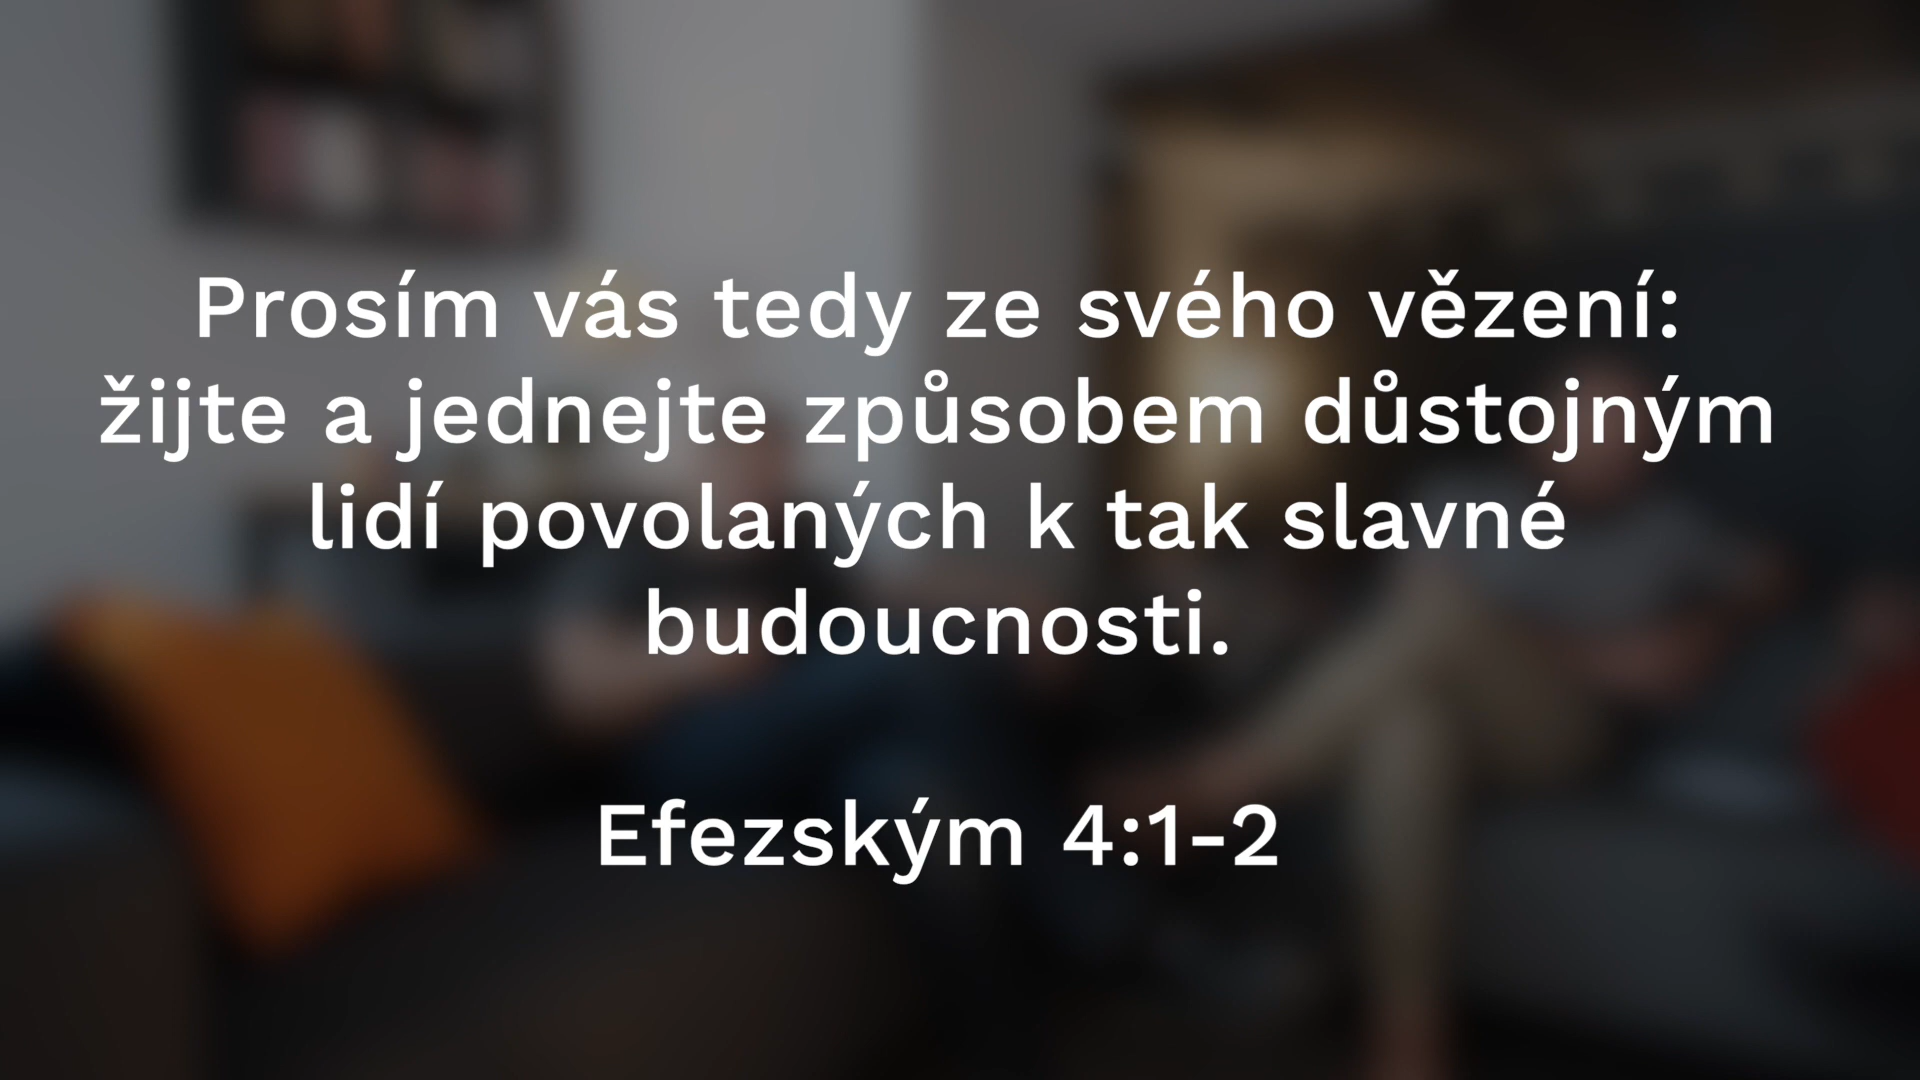 Prosím vás tedy ze svého vězení:
žijte a jednejte způsobem důstojným
lidí povolaných k tak slavné
budoucnosti.
Efezským 4:1-2